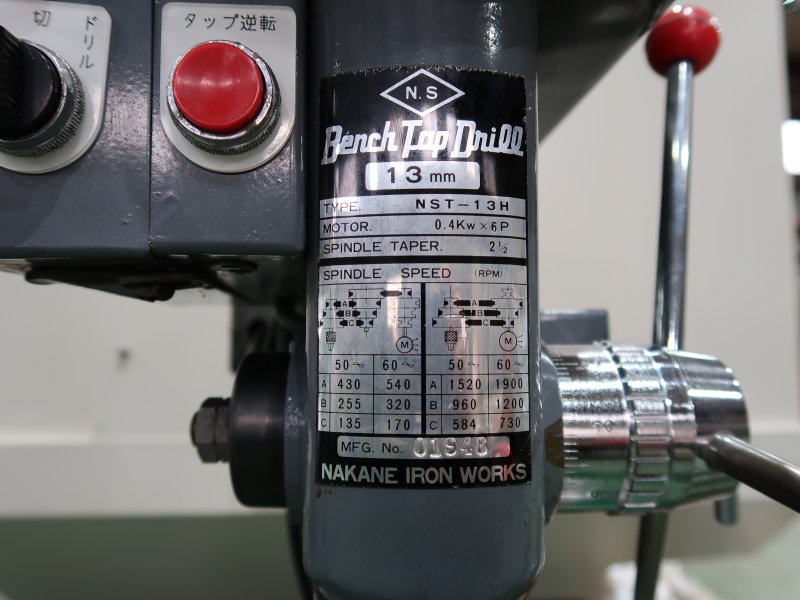 切
ドリル
タップ逆転
N.S
Bench Tap Drill
13 mm
TYPE. NST-13H
MOTOR. 0.4Kw×6P
SPINDLE TAPER. 2½
SPINDLE SPEED (RPM)
A A
B B
C C
M M
50～ 60～ 50～ 60～
A 430 540 A 1520 1900
B 255 320 B 960 1200
C 135 170 C 584 730
MFG. No. 01948
NAKANE IRON WORKS